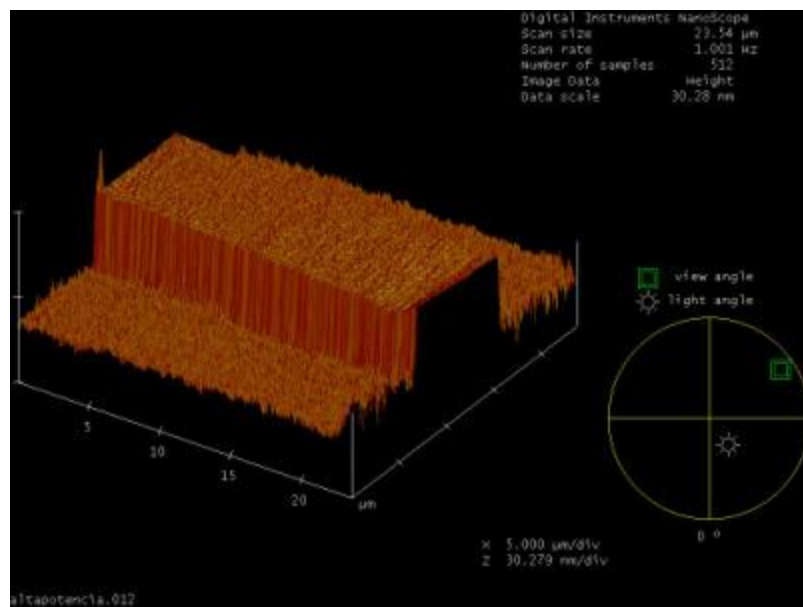 Digital Instruments NanoScope
Scan size 23.54 µm
Scan rate 1.001 Hz
Number of samples 512
Image Data Height
Data scale 30.28 nm
view angle
light angle
5
10
15
20
µm
X 5.000 µm/div
Z 30.279 nm/div
0 °
altapotencia.012